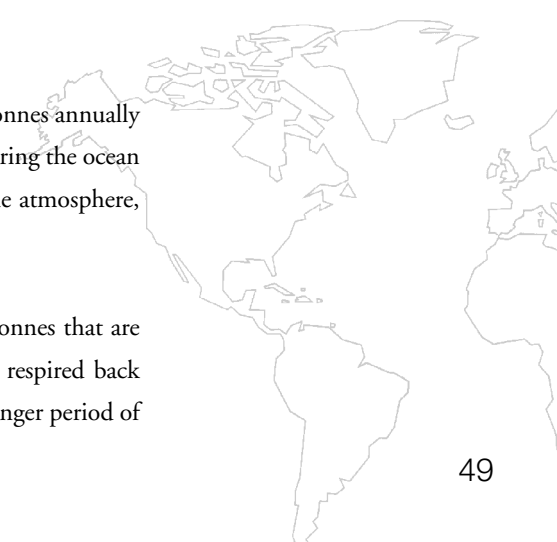 onnes annually
ring the ocean
e atmosphere,
onnes that are
respired back
nger period of
49